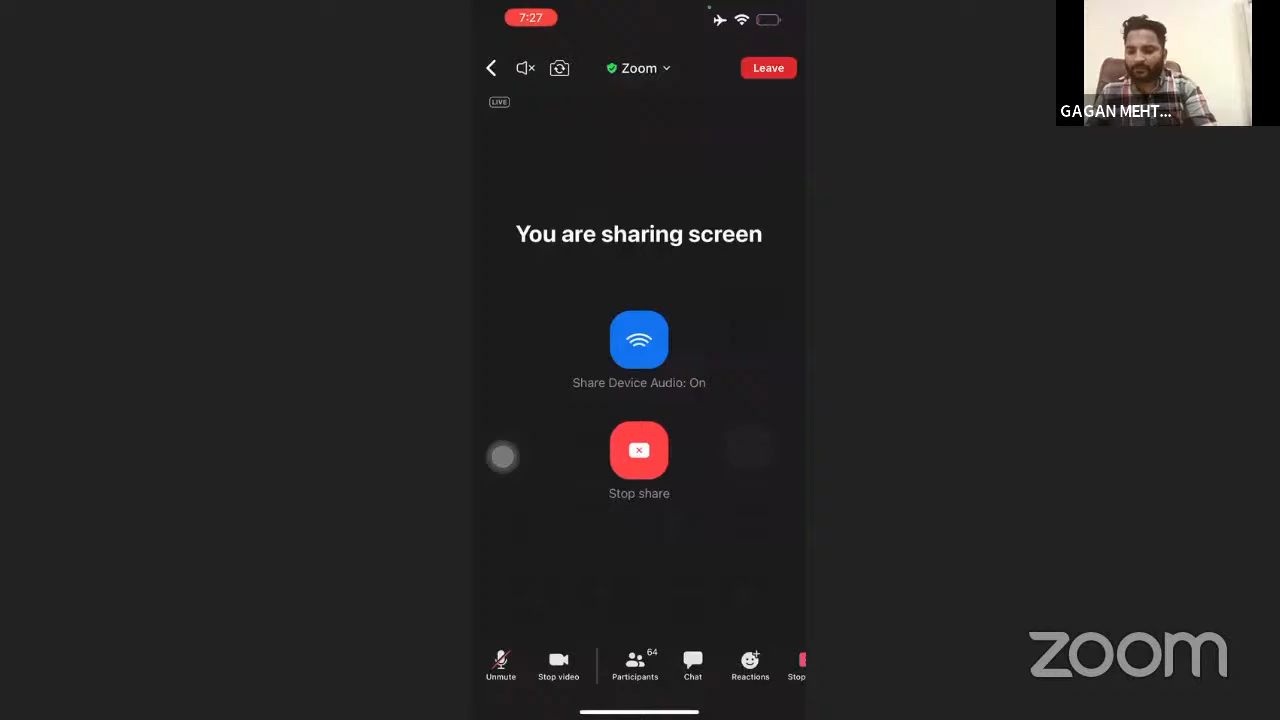 7:27
Zoom
Leave
LIVE
GAGAN MEHT...
You are sharing screen
Share Device Audio: On
Stop share
64
Unmute
Stop video
Participants
Chat
Reactions
Stop
zoom